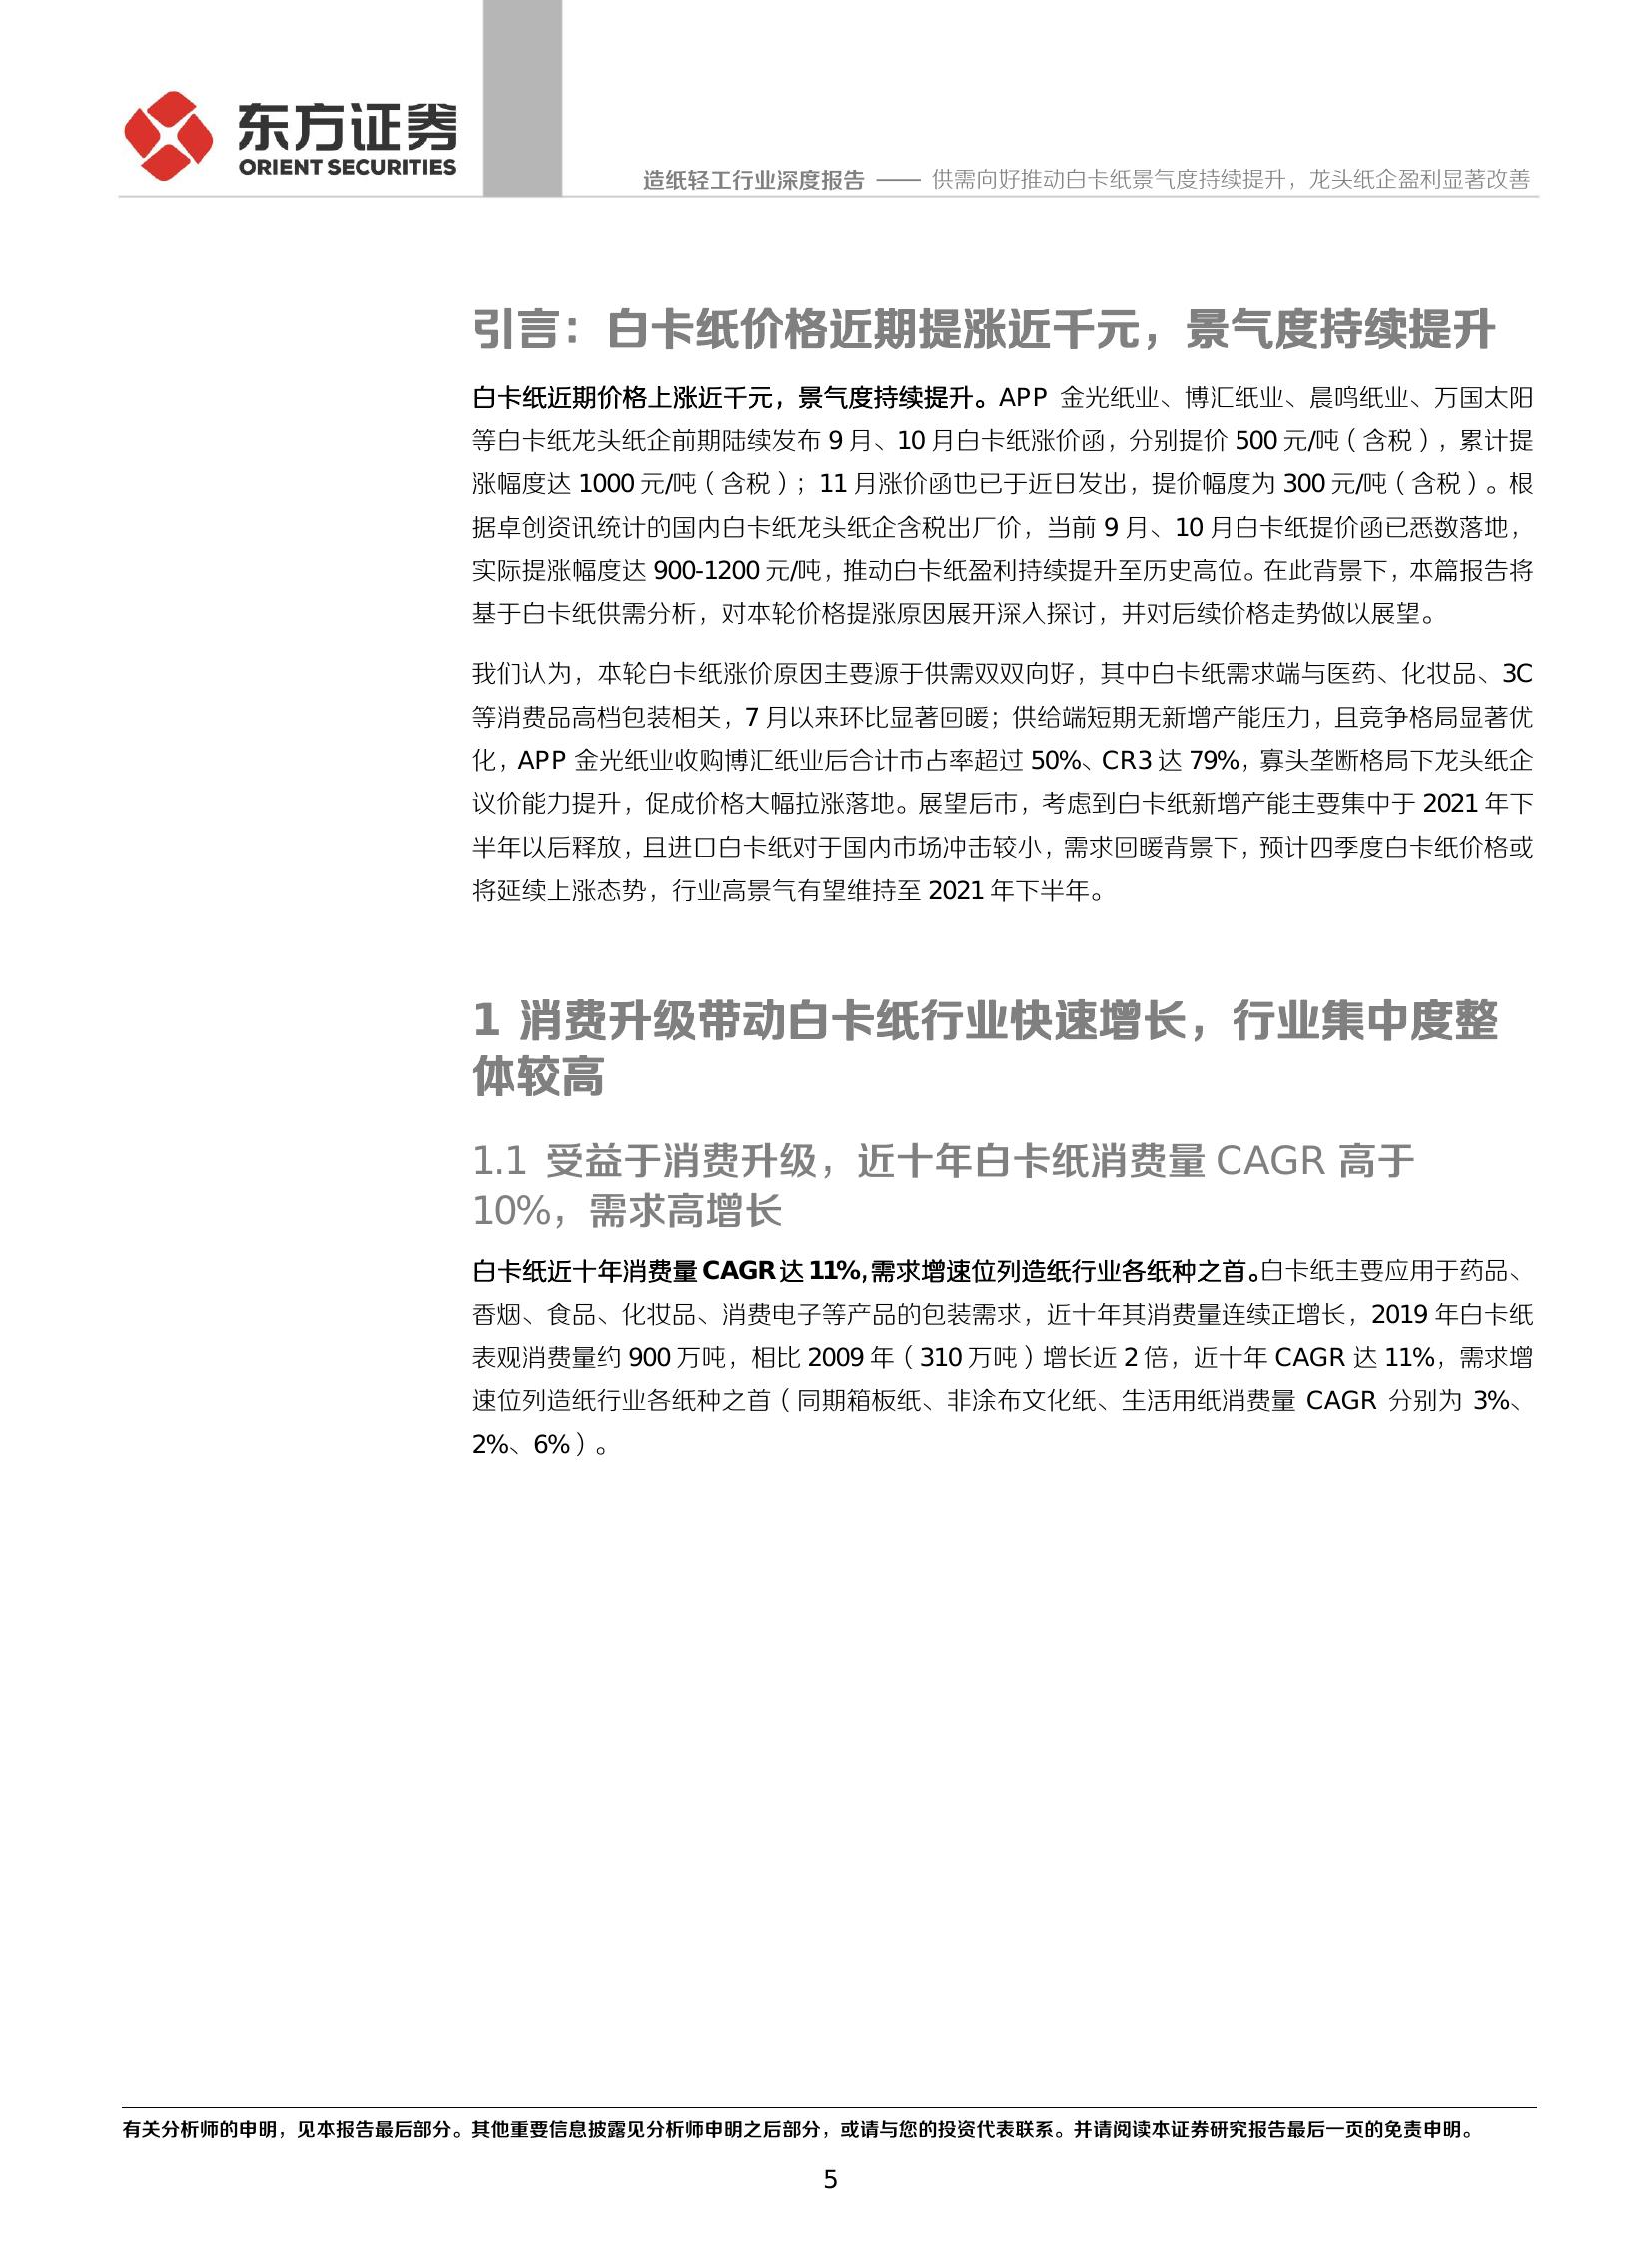 东方证券
ORIENT SECURITIES
造纸轻工行业深度报告 —— 供需向好推动白卡纸景气度持续提升，龙头纸企盈利显著改善
引言：白卡纸价格近期提涨近千元，景气度持续提升
白卡纸近期价格上涨近千元，景气度持续提升。APP 金光纸业、博汇纸业、晨鸣纸业、万国太阳
等白卡纸龙头纸企前期陆续发布 9 月、10 月白卡纸涨价函，分别提价 500 元/吨（含税），累计提
涨幅度达 1000 元/吨（含税）；11 月涨价函也已于近日发出，提价幅度为 300 元/吨（含税）。根
据卓创资讯统计的国内白卡纸龙头纸企含税出厂价，当前 9 月、10 月白卡纸提价函已悉数落地，
实际提涨幅度达 900-1200 元/吨，推动白卡纸盈利持续提升至历史高位。在此背景下，本篇报告将
基于白卡纸供需分析，对本轮价格提涨原因展开深入探讨，并对后续价格走势做以展望。
我们认为，本轮白卡纸涨价原因主要源于供需双双向好，其中白卡纸需求端与医药、化妆品、3C
等消费品高档包装相关，7 月以来环比显著回暖；供给端短期无新增产能压力，且竞争格局显著优
化，APP 金光纸业收购博汇纸业后合计市占率超过 50%、CR3 达 79%，寡头垄断格局下龙头纸企
议价能力提升，促成价格大幅拉涨落地。展望后市，考虑到白卡纸新增产能主要集中于 2021 年下
半年以后释放，且进口白卡纸对于国内市场冲击较小，需求回暖背景下，预计四季度白卡纸价格或
将延续上涨态势，行业高景气有望维持至 2021 年下半年。
1 消费升级带动白卡纸行业快速增长，行业集中度整
体较高
1.1 受益于消费升级，近十年白卡纸消费量 CAGR 高于
10%，需求高增长
白卡纸近十年消费量 CAGR 达 11%,需求增速位列造纸行业各纸种之首。白卡纸主要应用于药品、
香烟、食品、化妆品、消费电子等产品的包装需求，近十年其消费量连续正增长，2019 年白卡纸
表观消费量约 900 万吨，相比 2009 年（310 万吨）增长近 2 倍，近十年 CAGR 达 11%，需求增
速位列造纸行业各纸种之首（同期箱板纸、非涂布文化纸、生活用纸消费量 CAGR 分别为 3%、
2%、6%）。
有关分析师的申明，见本报告最后部分。其他重要信息披露见分析师申明之后部分，或请与您的投资代表联系。并请阅读本证券研究报告最后一页的免责申明。
5